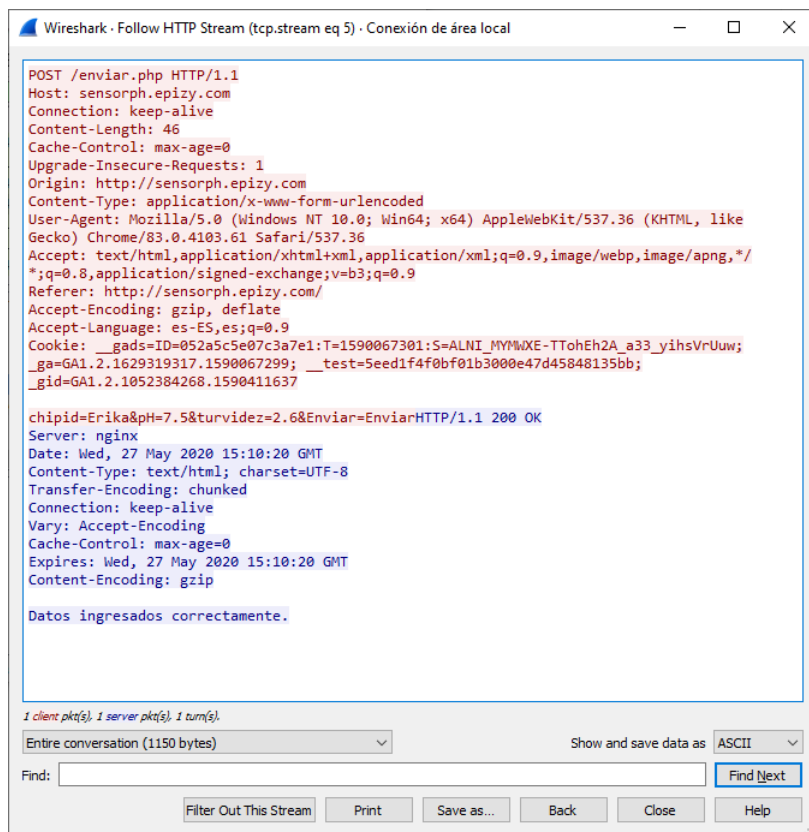 Wireshark · Follow HTTP Stream (tcp.stream eq 5) · Conexión de área local
POST /enviar.php HTTP/1.1
Host: sensorph.epizy.com
Connection: keep-alive
Content-Length: 46
Cache-Control: max-age=0
Upgrade-Insecure-Requests: 1
Origin: http://sensorph.epizy.com
Content-Type: application/x-www-form-urlencoded
User-Agent: Mozilla/5.0 (Windows NT 10.0; Win64; x64) AppleWebKit/537.36 (KHTML, like
Gecko) Chrome/83.0.4103.61 Safari/537.36
Accept: text/html,application/xhtml+xml,application/xml;q=0.9,image/webp,image/apng,*/
*;q=0.8,application/signed-exchange;v=b3;q=0.9
Referer: http://sensorph.epizy.com/
Accept-Encoding: gzip, deflate
Accept-Language: es-ES,es;q=0.9
Cookie: __gads=ID=052a5c5e07c3a7e1:T=1590067301:S=ALNI_MYMWXE-TTohEh2A_a33_yihsVrUuw;
_ga=GA1.2.1629319317.1590067299; __test=5eed1f4f0bf01b3000e47d45848135bb;
_gid=GA1.2.1052384268.1590411637
chipid=Erika&pH=7.5&turvidez=2.6&Enviar=EnviarHTTP/1.1 200 OK
Server: nginx
Date: Wed, 27 May 2020 15:10:20 GMT
Content-Type: text/html; charset=UTF-8
Transfer-Encoding: chunked
Connection: keep-alive
Vary: Accept-Encoding
Cache-Control: max-age=0
Expires: Wed, 27 May 2020 15:10:20 GMT
Content-Encoding: gzip
Datos ingresados correctamente.
1 client pkt(s), 1 server pkt(s), 1 turn(s).
Entire conversation (1150 bytes)
Show and save data as ASCII
Find:
Find Next
Filter Out This Stream Print Save as... Back Close Help